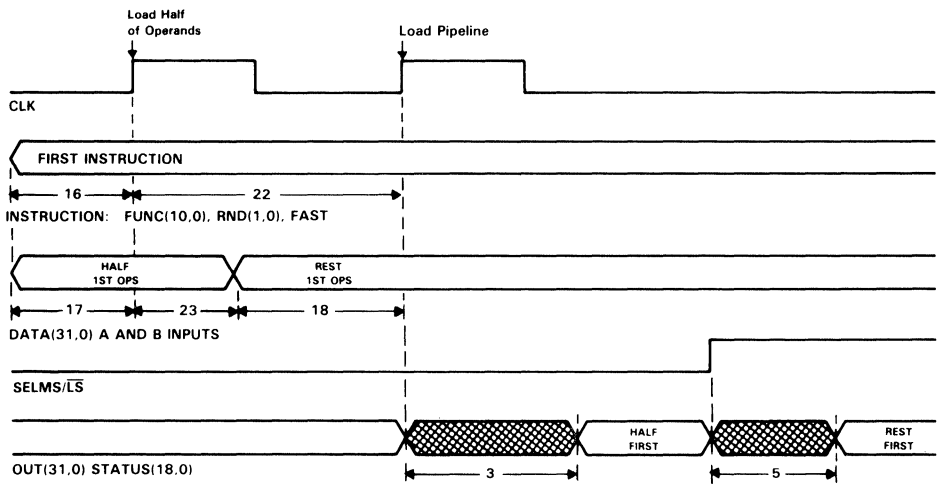 Load Half
of Operands
Load Pipeline
CLK
FIRST INSTRUCTION
16
22
INSTRUCTION: FUNC(10,0), RND(1,0), FAST
HALF
1ST OPS
REST
1ST OPS
17
23
18
DATA(31,0) A AND B INPUTS
SELMS/LS
HALF
FIRST
REST
FIRST
OUT(31,0) STATUS(18,0)
3
5